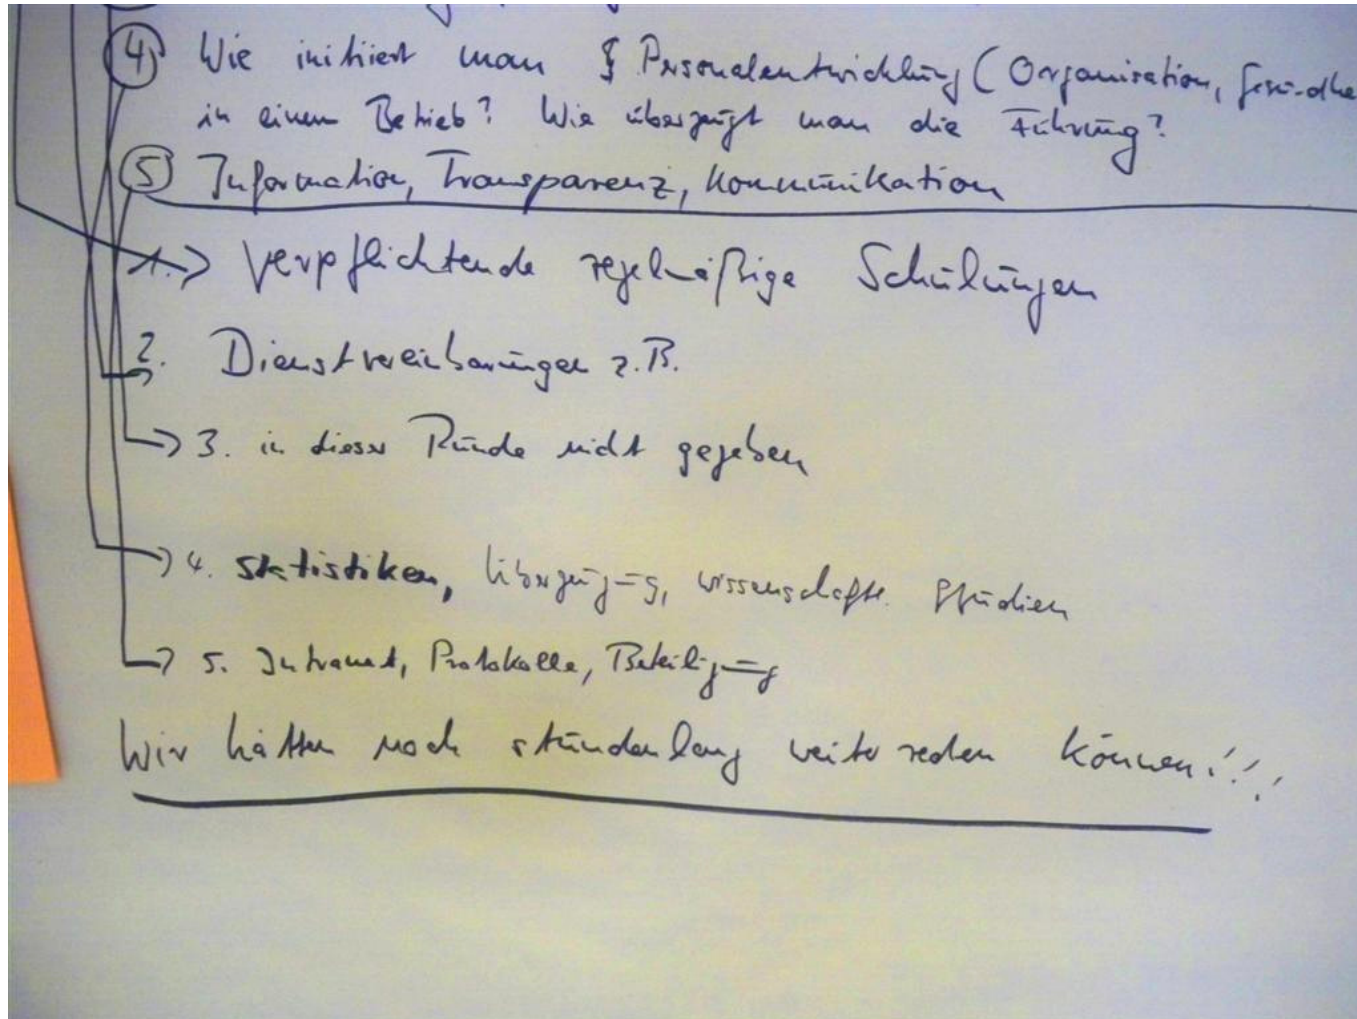 ④ Wie initiiert man Personalentwicklung (Organisation,
in einem Betrieb? Wie überzeugt man die Führung?
⑤ Information, Transparenz, Kommunikation
1. Verpflichtende regelmäßige Schulungen
2. Dienstvereinbarungen z.B.
3. in dieser Runde nicht gegeben
4. Statistiken, Überzeugung, wissenschaftl. Studien
5. Intranet, Protokolle, Beteiligung
Wir hätten noch stundenlang weiter reden können!!!